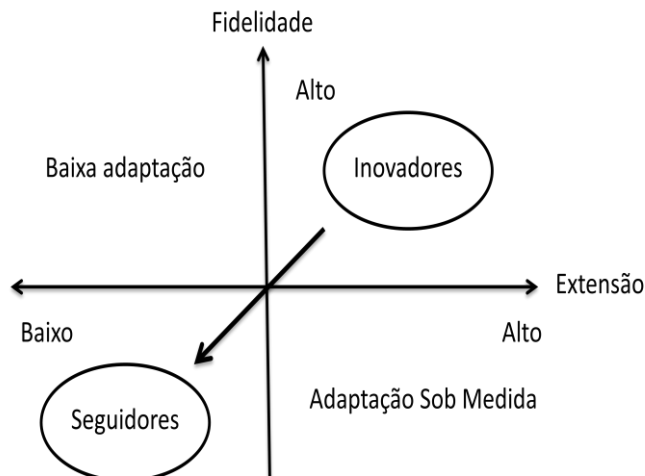 Fidelidade
Alto
Baixa adaptação
Inovadores
Extensão
Baixo
Alto
Adaptação Sob Medida
Seguidores